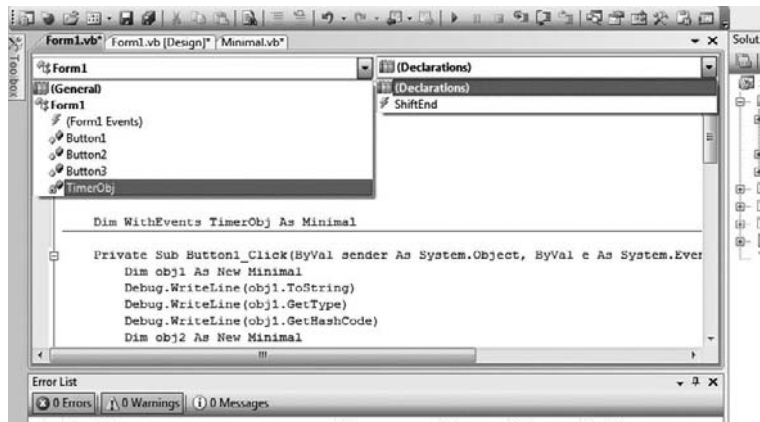 Form1.vb* Form1.vb [Design]* Minimal.vb*
Solut
Toolbox
Form1
(Declarations)
(General)
Form1
(Form1 Events)
Button1
Button2
Button3
TimerObj
(Declarations)
ShiftEnd
Dim WithEvents TimerObj As Minimal
Private Sub Button1_Click(ByVal sender As System.Object, ByVal e As System.Even
Dim obj1 As New Minimal
Debug.WriteLine(obj1.ToString)
Debug.WriteLine(obj1.GetType)
Debug.WriteLine(obj1.GetHashCode)
Dim obj2 As New Minimal
Error List
0 Errors 0 Warnings 0 Messages